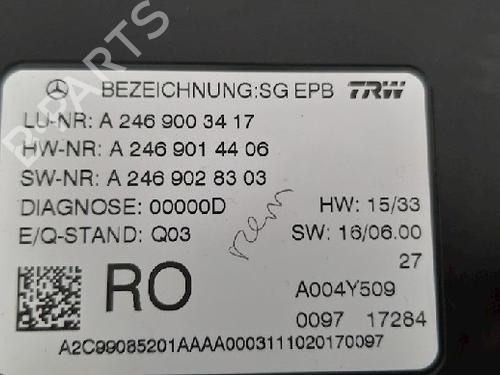 BEZEICHNUNG:SG EPB TRW
LU-NR: A 246 900 34 17
HW-NR: A 246 901 44 06
SW-NR: A 246 902 83 03
DIAGNOSE: 00000D HW: 15/33
E/Q-STAND: Q03 SW: 16/06.00
27
RO A004Y509
0097 17284
A2C99085201AAAA0003111020170097